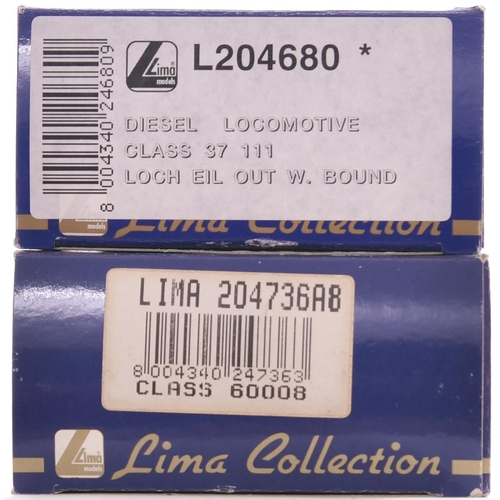 Lima
models
L204680 *
8 004340 246809
DIESEL LOCOMOTIVE
CLASS 37 111
LOCH EIL OUT W. BOUND
models
Lima Collection
LIMA 204736A8
8 004340 247363
CLASS 60008
Lima
models
Lima Collection